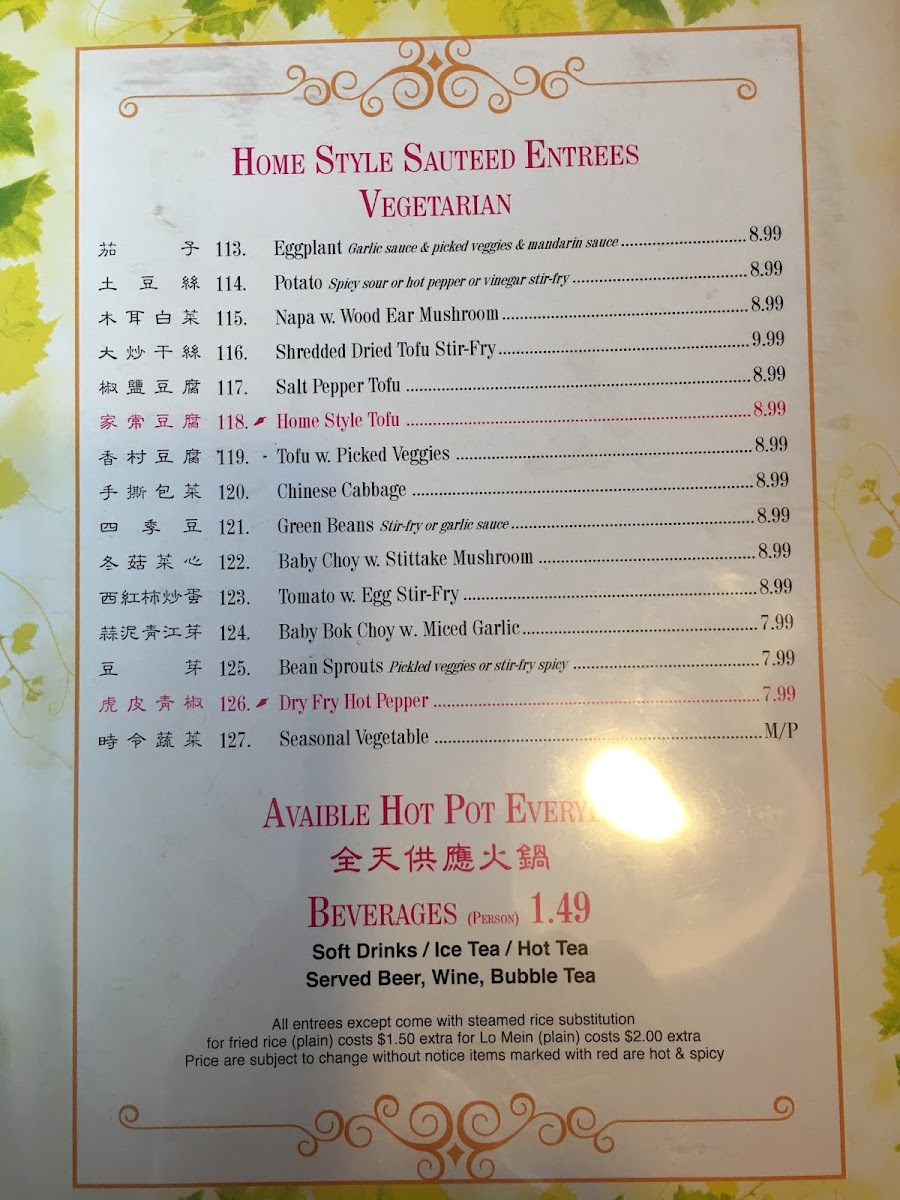 HOME STYLE SAUTEED ENTREES
VEGETARIAN
茄子 113. Eggplant Garlic sauce & picked veggies & mandarin sauce 8.99
土豆絲 114. Potato Spicy sour or hot pepper or vinegar stir-fry 8.99
木耳白菜 115. Napa w. Wood Ear Mushroom 8.99
大炒干絲 116. Shredded Dried Tofu Stir-Fry 9.99
椒鹽豆腐 117. Salt Pepper Tofu 8.99
家常豆腐 118. Home Style Tofu 8.99
香村豆腐 119. Tofu w. Picked Veggies 8.99
手撕包菜 120. Chinese Cabbage 8.99
四季豆 121. Green Beans Stir-fry or garlic sauce 8.99
冬菇菜心 122. Baby Choy w. Stittake Mushroom 8.99
西紅柿炒蛋 123. Tomato w. Egg Stir-Fry 8.99
蒜泥青江芽 124. Baby Bok Choy w. Miced Garlic 7.99
豆芽 125. Bean Sprouts Pickled veggies or stir-fry spicy 7.99
虎皮青椒 126. Dry Fry Hot Pepper 7.99
時令蔬菜 127. Seasonal Vegetable M/P
AVAIBLE HOT POT
全天供應火鍋
BEVERAGES (PERSON) 1.49
Soft Drinks / Ice Tea / Hot Tea
Served Beer, Wine, Bubble Tea
All entrees except come with steamed rice substitution
for fried rice (plain) costs $1.50 extra for Lo Mein (plain) costs $2.00 extra
Price are subject to change without notice items marked with red are hot & spicy